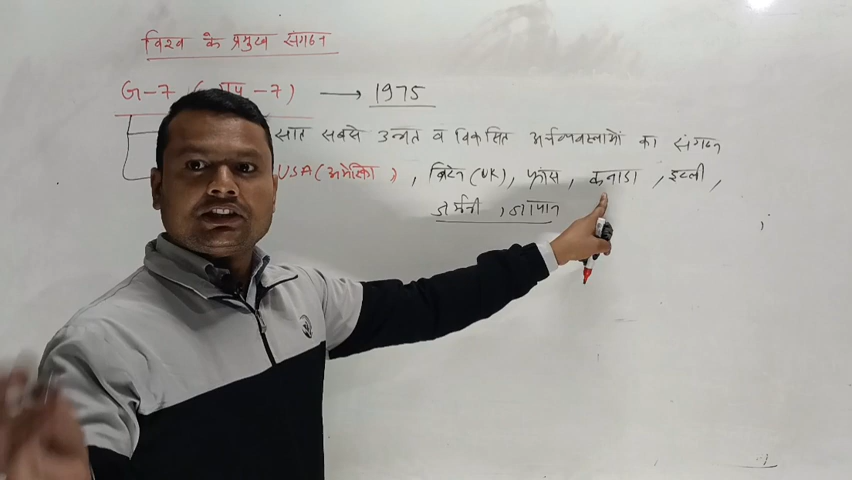 विश्व के प्रमुख संगठन
G-7 ( -7) → 1975
सात सबसे उन्नत व विकसित अर्थव्यवस्थाओं का संगठन
USA (अमेरिका), ब्रिटेन (UK), फ्रांस, कनाडा, इटली,
जर्मनी, जापान